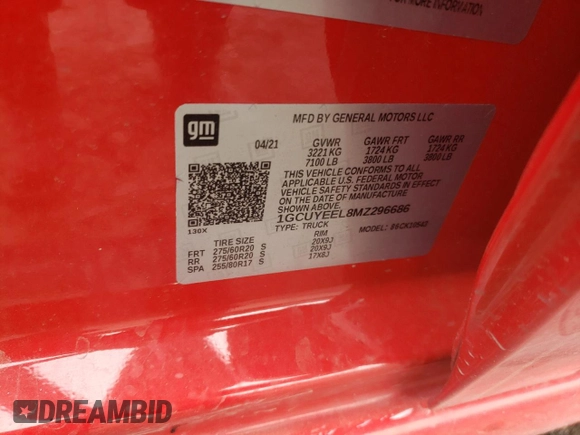 FOR MORE INFORMATION
gm
MFD BY GENERAL MOTORS LLC
04/21 GVWR GAWR FRT GAWR RR
3221 KG 1724 KG 1724 KG
7100 LB 3800 LB 3800 LB
THIS VEHICLE CONFORMS TO ALL
APPLICABLE U.S. FEDERAL MOTOR
VEHICLE SAFETY STANDARDS IN EFFECT
ON THE DATE OF MANUFACTURE SHOWN ABOVE.
1GCUYEEL8MZ296686
130X
TYPE: TRUCK MODEL:
TIRE SIZE RIM
FRT 275/60R20 S 20X9J
RR 275/60R20 S 20X9J
SPA 255/80R17 S 17X8J
DREAMBID